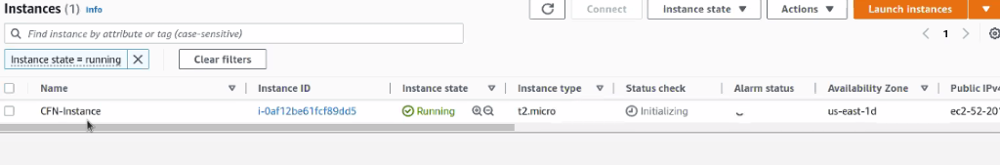 Instances (1) Info
Connect Instance state Actions Launch instances
Find instance by attribute or tag (case-sensitive)
1
Instance state = running Clear filters
Name Instance ID Instance state Instance type Status check Alarm status Availability Zone Public IPv4
CFN-Instance i-0af12be61fcf89dd5 Running t2.micro Initializing us-east-1d ec2-52-20